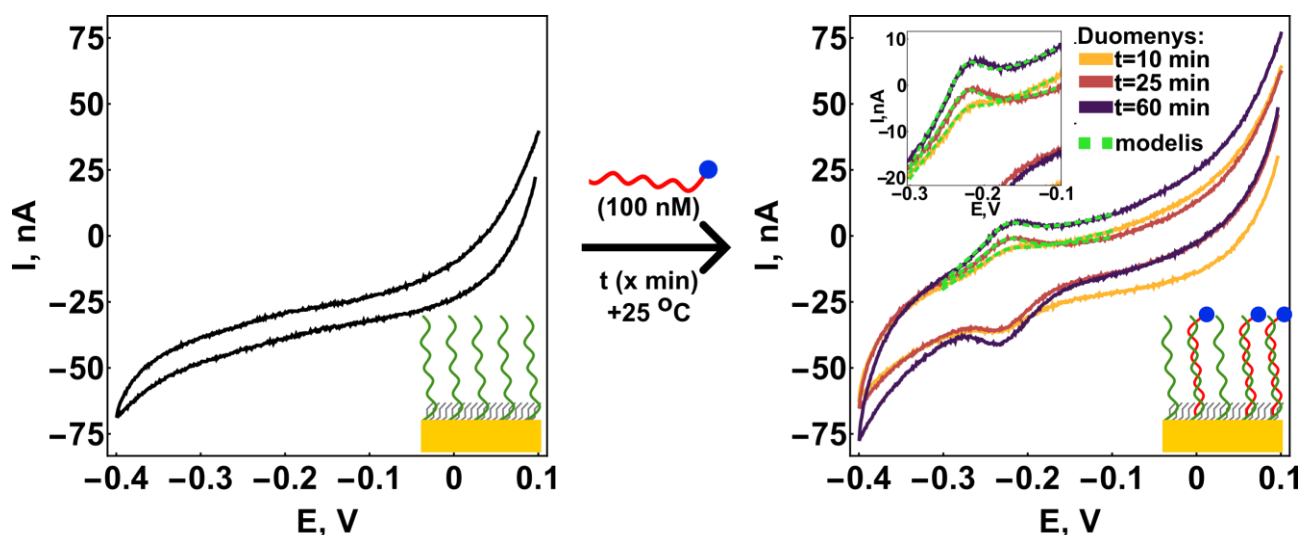 75
50
25
0
−25
−50
−75
I, nA
−0.4 −0.3 −0.2 −0.1 0 0.1
E, V
(100 nM)
t (x min)
+25 °C
75
50
25
0
−25
−50
−75
I, nA
−0.4 −0.3 −0.2 −0.1 0 0.1
E, V
10
0
−10
−20
I,nA
−0.3 −0.2 −0.1
E,V
Duomenys:
t=10 min
t=25 min
t=60 min
modelis